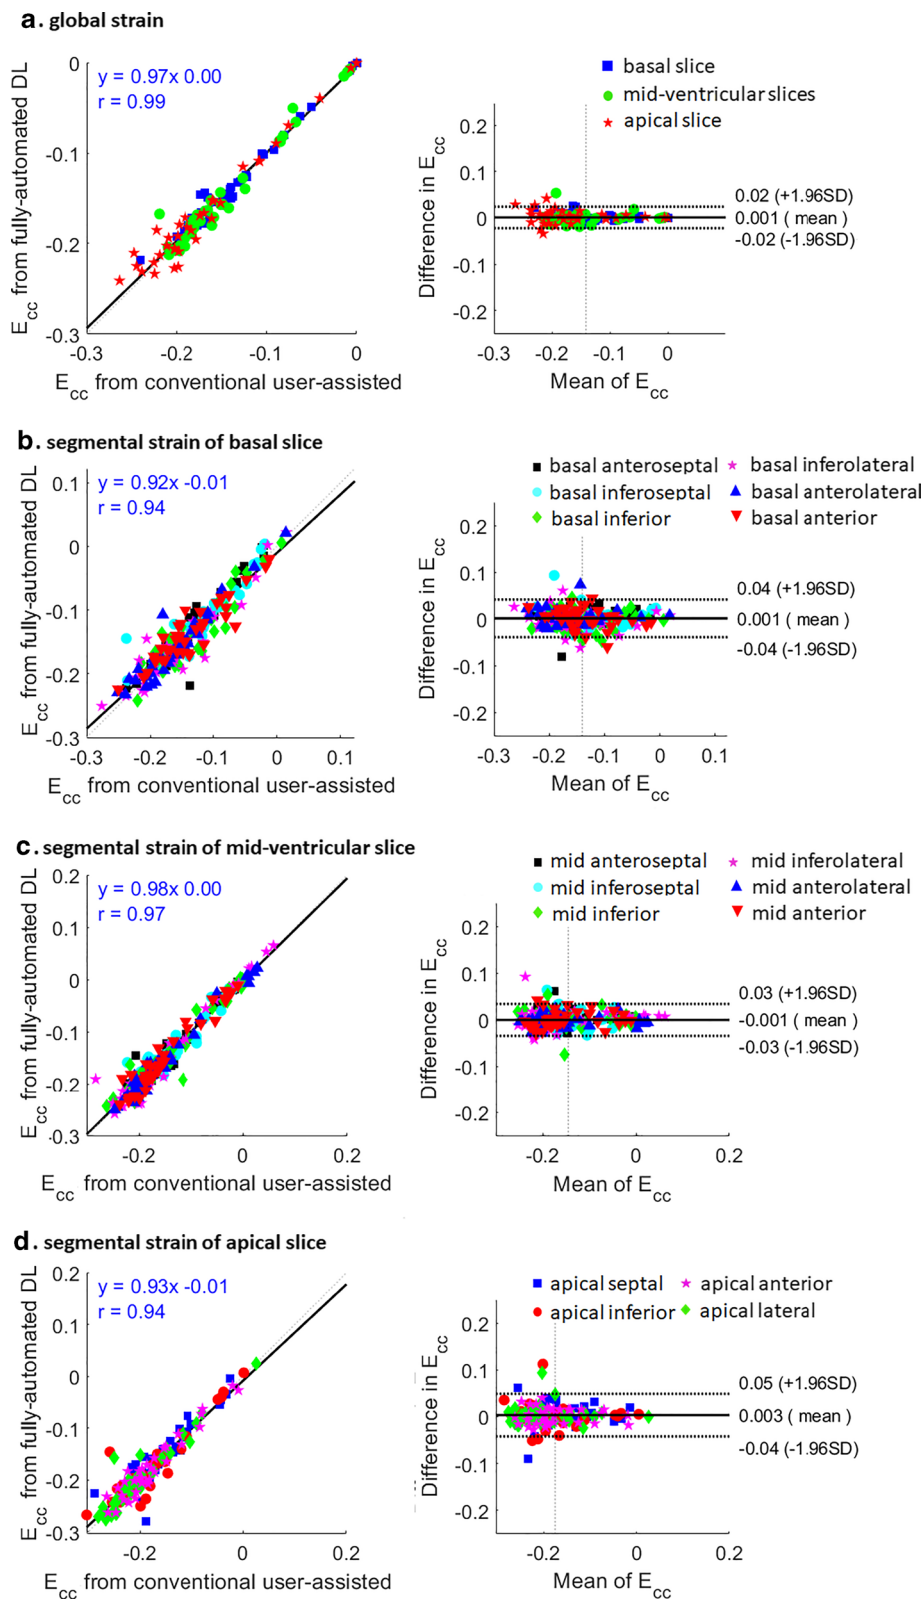 a. global strain
0
-0.1
-0.2
-0.3
-0.3
-0.2
-0.1
0
E_cc from fully-automated DL
E_cc from conventional user-assisted
y = 0.97x 0.00
r = 0.99
basal slice
mid-ventricular slices
apical slice
0.2
0.1
0
-0.1
-0.2
-0.3
-0.2
-0.1
0
Difference in E_cc
Mean of E_cc
0.02 (+1.96SD)
0.001 ( mean )
-0.02 (-1.96SD)
b. segmental strain of basal slice
0.1
0
-0.1
-0.2
-0.3
-0.3
-0.2
-0.1
0
0.1
E_cc from fully-automated DL
E_cc from conventional user-assisted
y = 0.92x -0.01
r = 0.94
basal anteroseptal
basal inferolateral
basal inferoseptal
basal anterolateral
basal inferior
basal anterior
0.2
0.1
0
-0.1
-0.2
-0.3
-0.2
-0.1
0
0.1
Difference in E_cc
Mean of E_cc
0.04 (+1.96SD)
0.001 ( mean )
-0.04 (-1.96SD)
c. segmental strain of mid-ventricular slice
0.2
0.1
0
-0.1
-0.2
-0.3
-0.2
0
0.2
E_cc from fully-automated DL
E_cc from conventional user-assisted
y = 0.98x 0.00
r = 0.97
mid anteroseptal
mid inferolateral
mid inferoseptal
mid anterolateral
mid inferior
mid anterior
0.2
0.1
0
-0.1
-0.2
-0.2
0
0.2
Difference in E_cc
Mean of E_cc
0.03 (+1.96SD)
-0.001 ( mean )
-0.03 (-1.96SD)
d. segmental strain of apical slice
0.2
0.1
0
-0.1
-0.2
-0.3
-0.2
0
0.2
E_cc from fully-automated DL
E_cc from conventional user-assisted
y = 0.93x -0.01
r = 0.94
apical septal
apical anterior
apical inferior
apical lateral
0.2
0.1
0
-0.1
-0.2
-0.2
0
0.2
Difference in E_cc
Mean of E_cc
0.05 (+1.96SD)
0.003 ( mean )
-0.04 (-1.96SD)